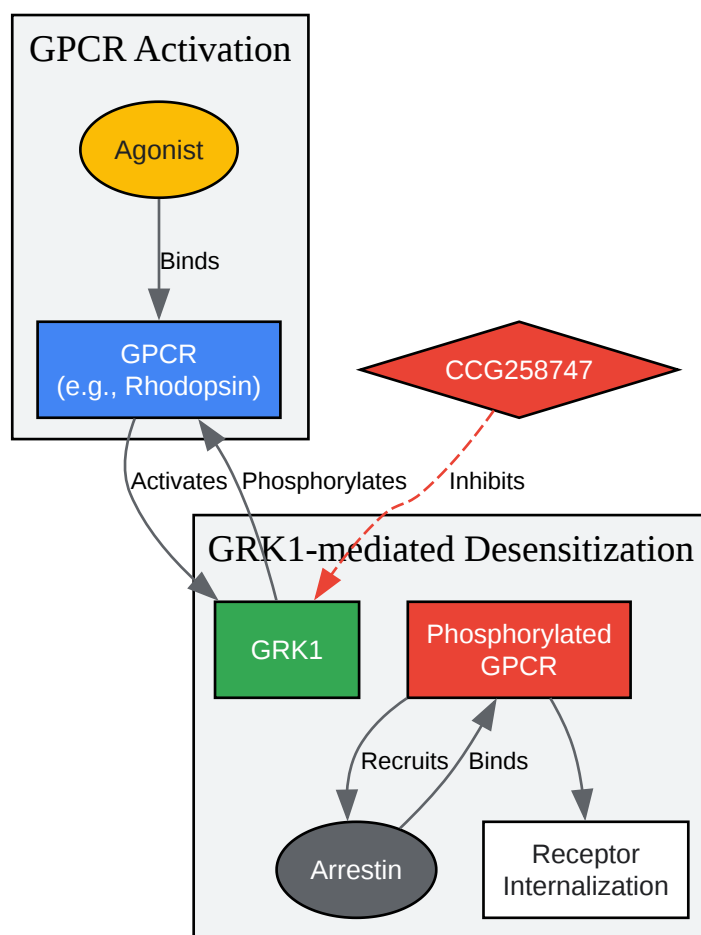 GPCR Activation
Agonist
Binds
GPCR
(e.g., Rhodopsin)
CCG258747
Activates
Phosphorylates
Inhibits
GRK1-mediated Desensitization
GRK1
Phosphorylated
GPCR
Recruits
Binds
Arrestin
Receptor
Internalization